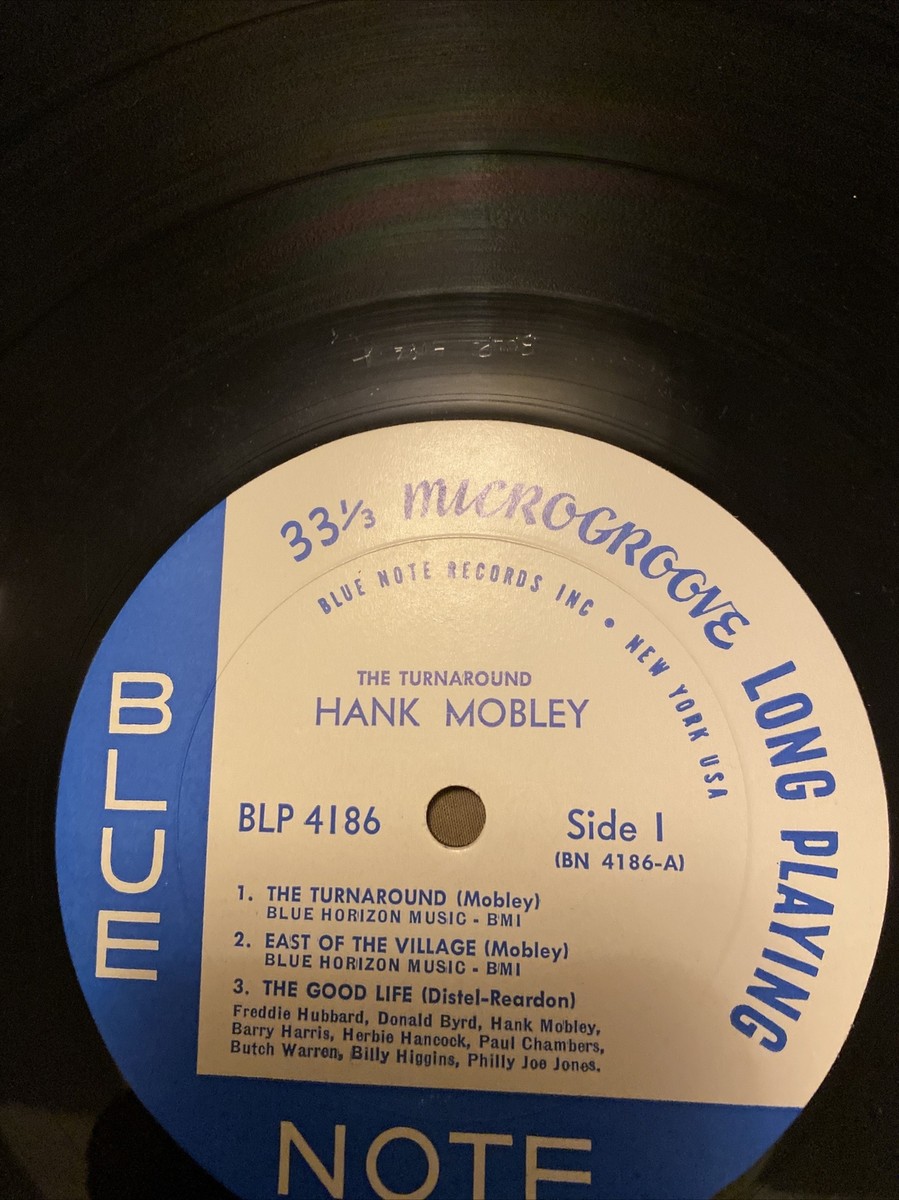 33⅓ MICROGROOVE LONG PLAYING
BLUE NOTE RECORDS INC • NEW YORK USA
THE TURNAROUND
HANK MOBLEY
BLP 4186
Side 1
(BN 4186-A)
1. THE TURNAROUND (Mobley)
BLUE HORIZON MUSIC - BMI
2. EAST OF THE VILLAGE (Mobley)
BLUE HORIZON MUSIC - BMI
3. THE GOOD LIFE (Distel-Reardon)
Freddie Hubbard, Donald Byrd, Hank Mobley,
Barry Harris, Herbie Hancock, Paul Chambers,
Butch Warren, Billy Higgins, Philly Joe Jones.
BLUE
NOTE